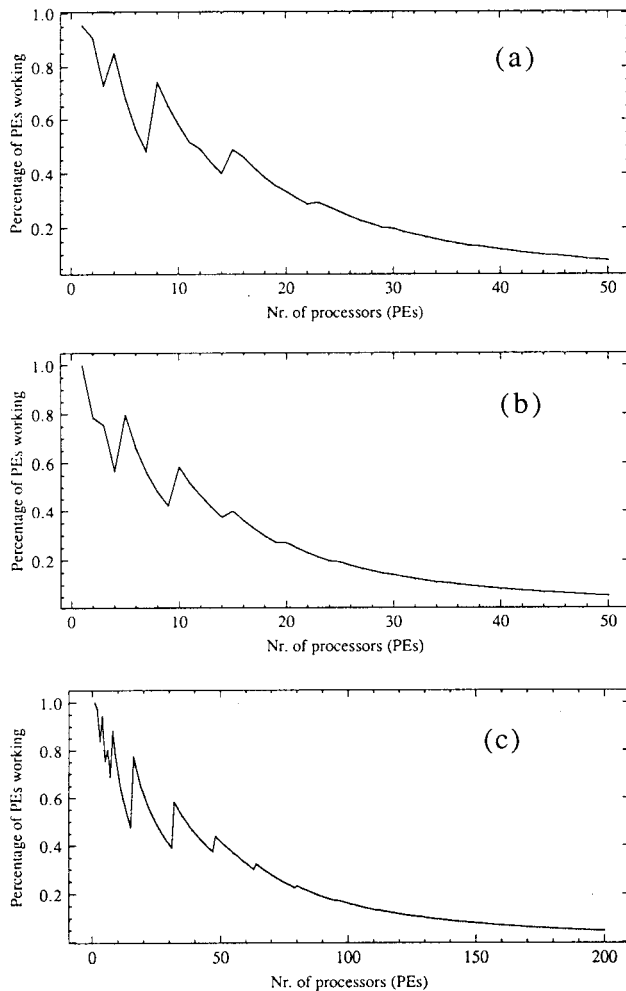 1.0
0.8
0.6
0.4
0.2
Percentage of PEs working
(a)
0 10 20 30 40 50
Nr. of processors (PEs)
1.0
0.8
0.6
0.4
0.2
Percentage of PEs working
(b)
0 10 20 30 40 50
Nr. of processors (PEs)
1.0
0.8
0.6
0.4
0.2
Percentage of PEs working
(c)
0 50 100 150 200
Nr. of processors (PEs)